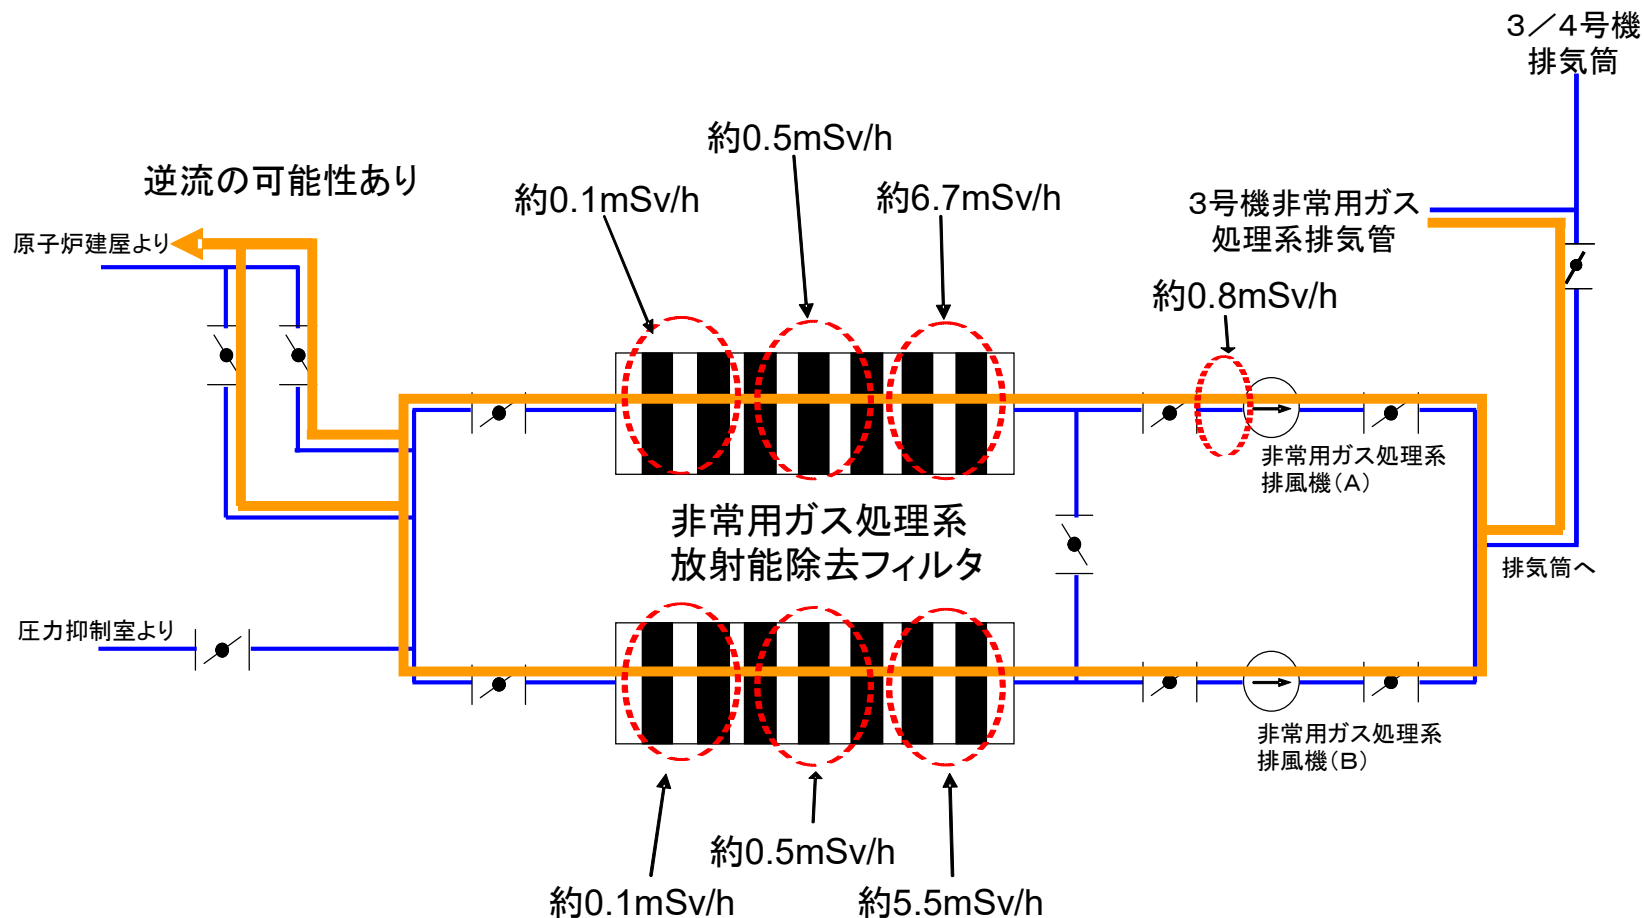 3／4号機
排気筒
約0.5mSv/h
逆流の可能性あり
約0.1mSv/h
約6.7mSv/h
3号機非常用ガス
処理系排気管
原子炉建屋より
約0.8mSv/h
非常用ガス処理系
排風機（A）
非常用ガス処理系
放射能除去フィルタ
排気筒へ
圧力抑制室より
非常用ガス処理系
排風機（B）
約0.5mSv/h
約0.1mSv/h
約5.5mSv/h